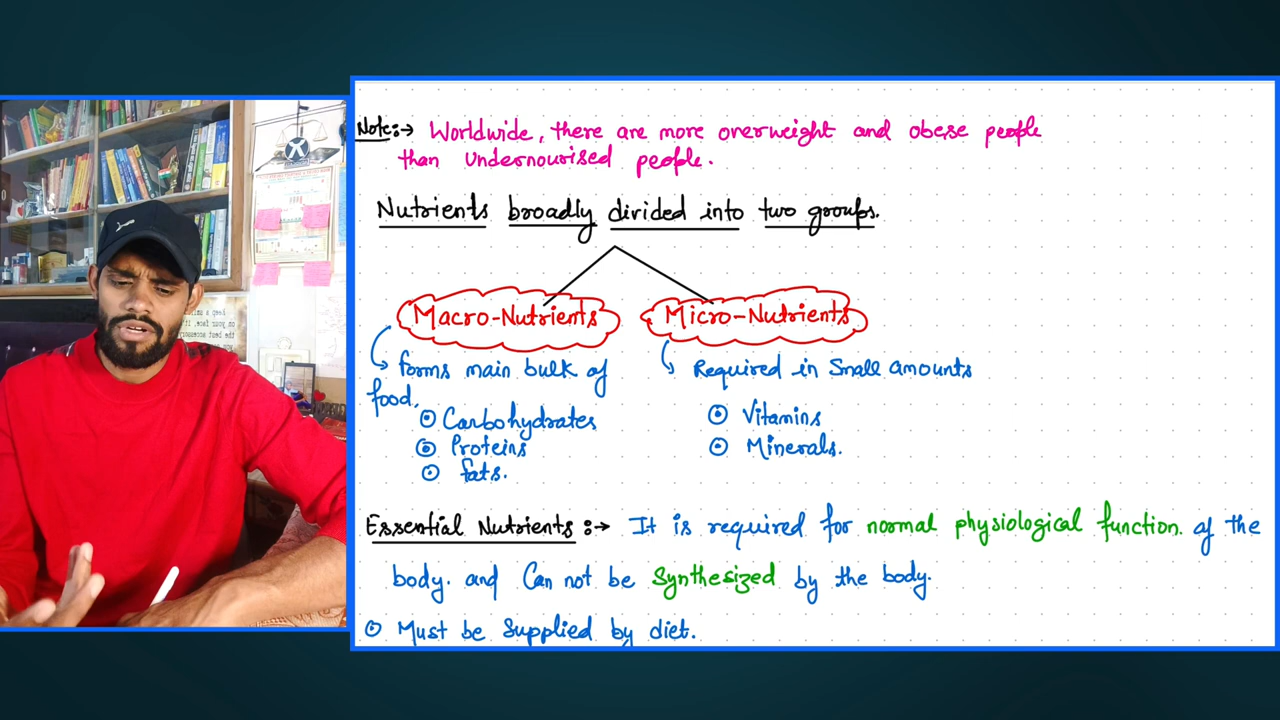 Note:→ Worldwide, there are more overweight and obese people
than Undernourised people.
Nutrients broadly divided into two groups.
Macro-Nutrients
Micro-Nutrients
forms main bulk of
food.
Carbohydrates
Proteins
fats.
Required in Small amounts
Vitamins
Minerals.
Essential Nutrients :→ It is required for normal physiological function. of the
body. and Can not be Synthesized by the body.
Must be Supplied by diet.